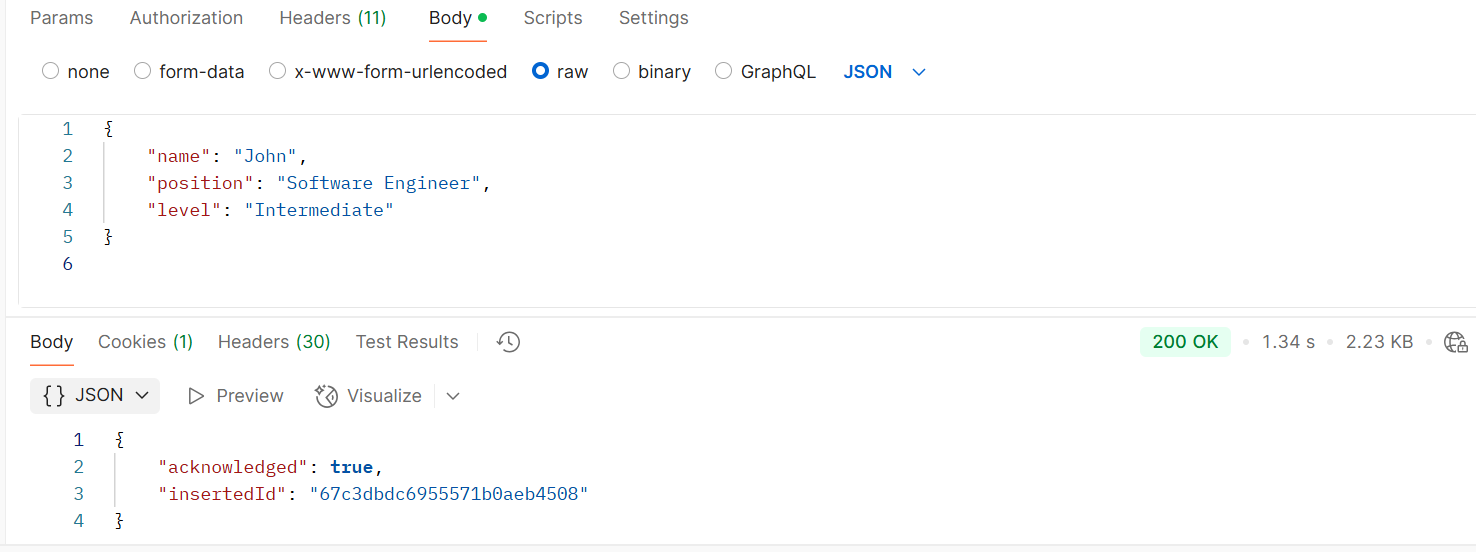 Params Authorization Headers (11) Body Scripts Settings
none form-data x-www-form-urlencoded raw binary GraphQL JSON
1 {
2 "name": "John",
3 "position": "Software Engineer",
4 "level": "Intermediate"
5 }
6
Body Cookies (1) Headers (30) Test Results 200 OK 1.34 s 2.23 KB
{} JSON Preview Visualize
1 {
2 "acknowledged": true,
3 "insertedId": "67c3dbdc6955571b0aeb4508"
4 }